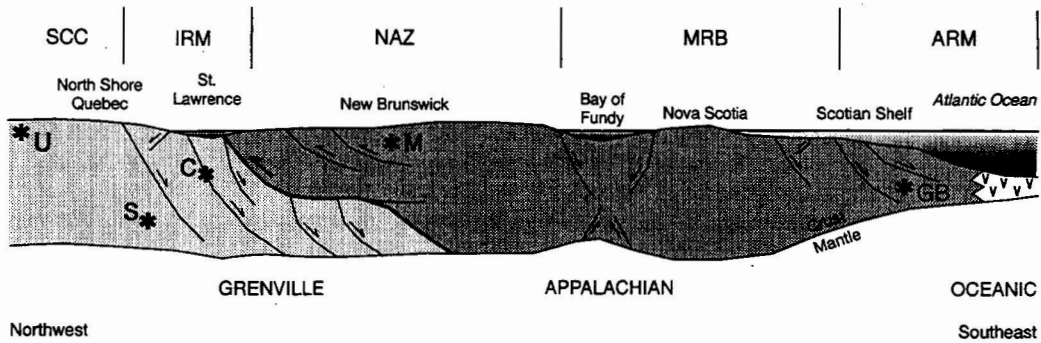 SCC IRM NAZ MRB ARM
North Shore
Quebec
St.
Lawrence
New Brunswick
Bay of
Fundy
Nova Scotia
Scotian Shelf
Atlantic Ocean
U
M
C
GB
S
Crust
Mantle
GRENVILLE APPALACHIAN OCEANIC
Northwest Southeast